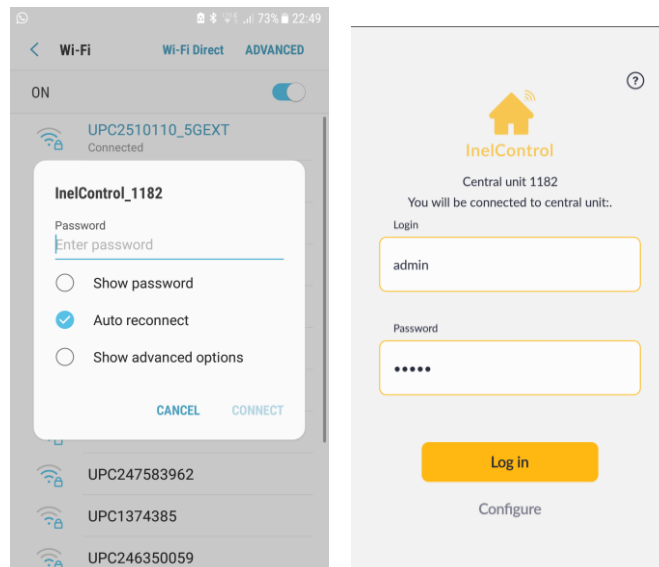 73% 22:49
Wi-Fi Wi-Fi Direct ADVANCED
ON
UPC2510110_5GEXT
Connected
InelControl_1182
Password
Enter password
Show password
Auto reconnect
Show advanced options
CANCEL CONNECT
UPC247583962
UPC1374385
UPC246350059
?
InelControl
Central unit 1182
You will be connected to central unit:.
Login
admin
Password
•••••
Log in
Configure